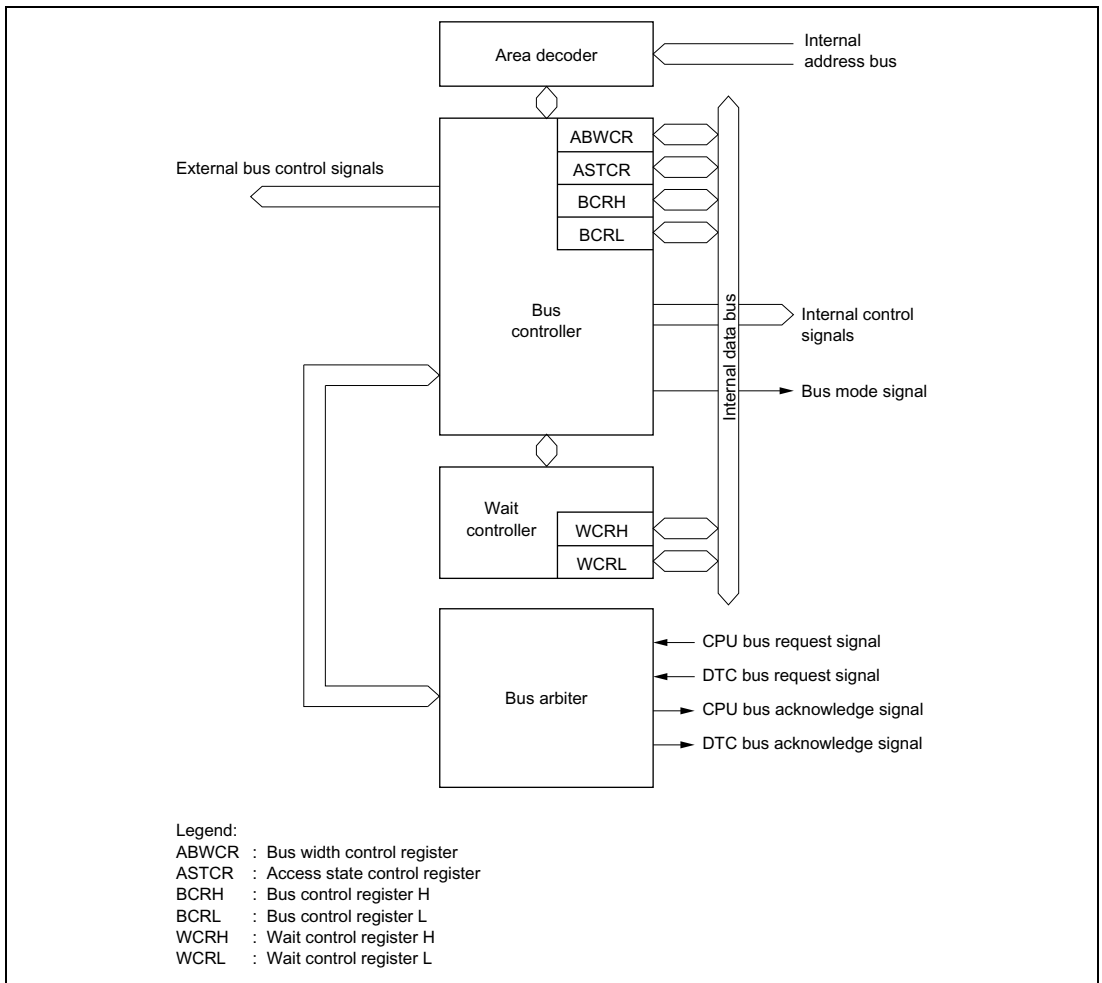 Area decoder
Internal
address bus
ABWCR
External bus control signals
ASTCR
BCRH
BCRL
Bus
controller
Internal data bus
Internal control
signals
Bus mode signal
Wait
controller
WCRH
WCRL
CPU bus request signal
DTC bus request signal
Bus arbiter
CPU bus acknowledge signal
DTC bus acknowledge signal
Legend:
ABWCR : Bus width control register
ASTCR : Access state control register
BCRH : Bus control register H
BCRL : Bus control register L
WCRH : Wait control register H
WCRL : Wait control register L